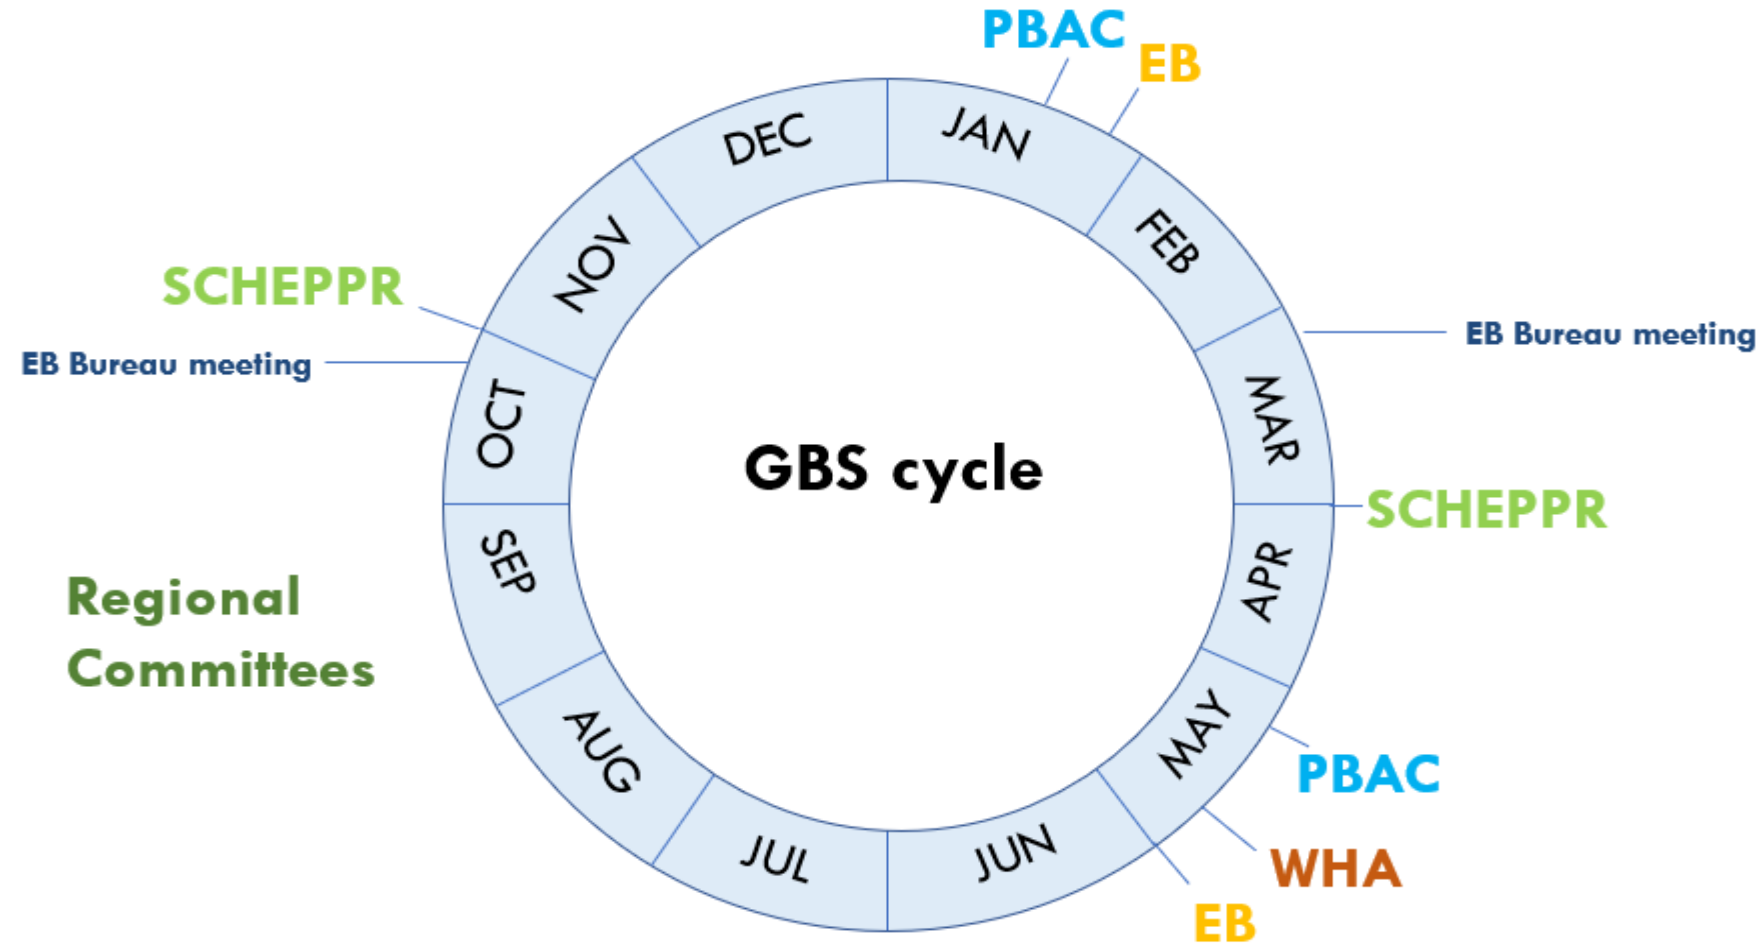 PBAC
EB
DEC
JAN
NOV
FEB
SCHEPPR
EB Bureau meeting
EB Bureau meeting
OCT
MAR
GBS cycle
SCHEPPR
SEP
APR
Regional
Committees
AUG
MAY
PBAC
JUL
JUN
WHA
EB